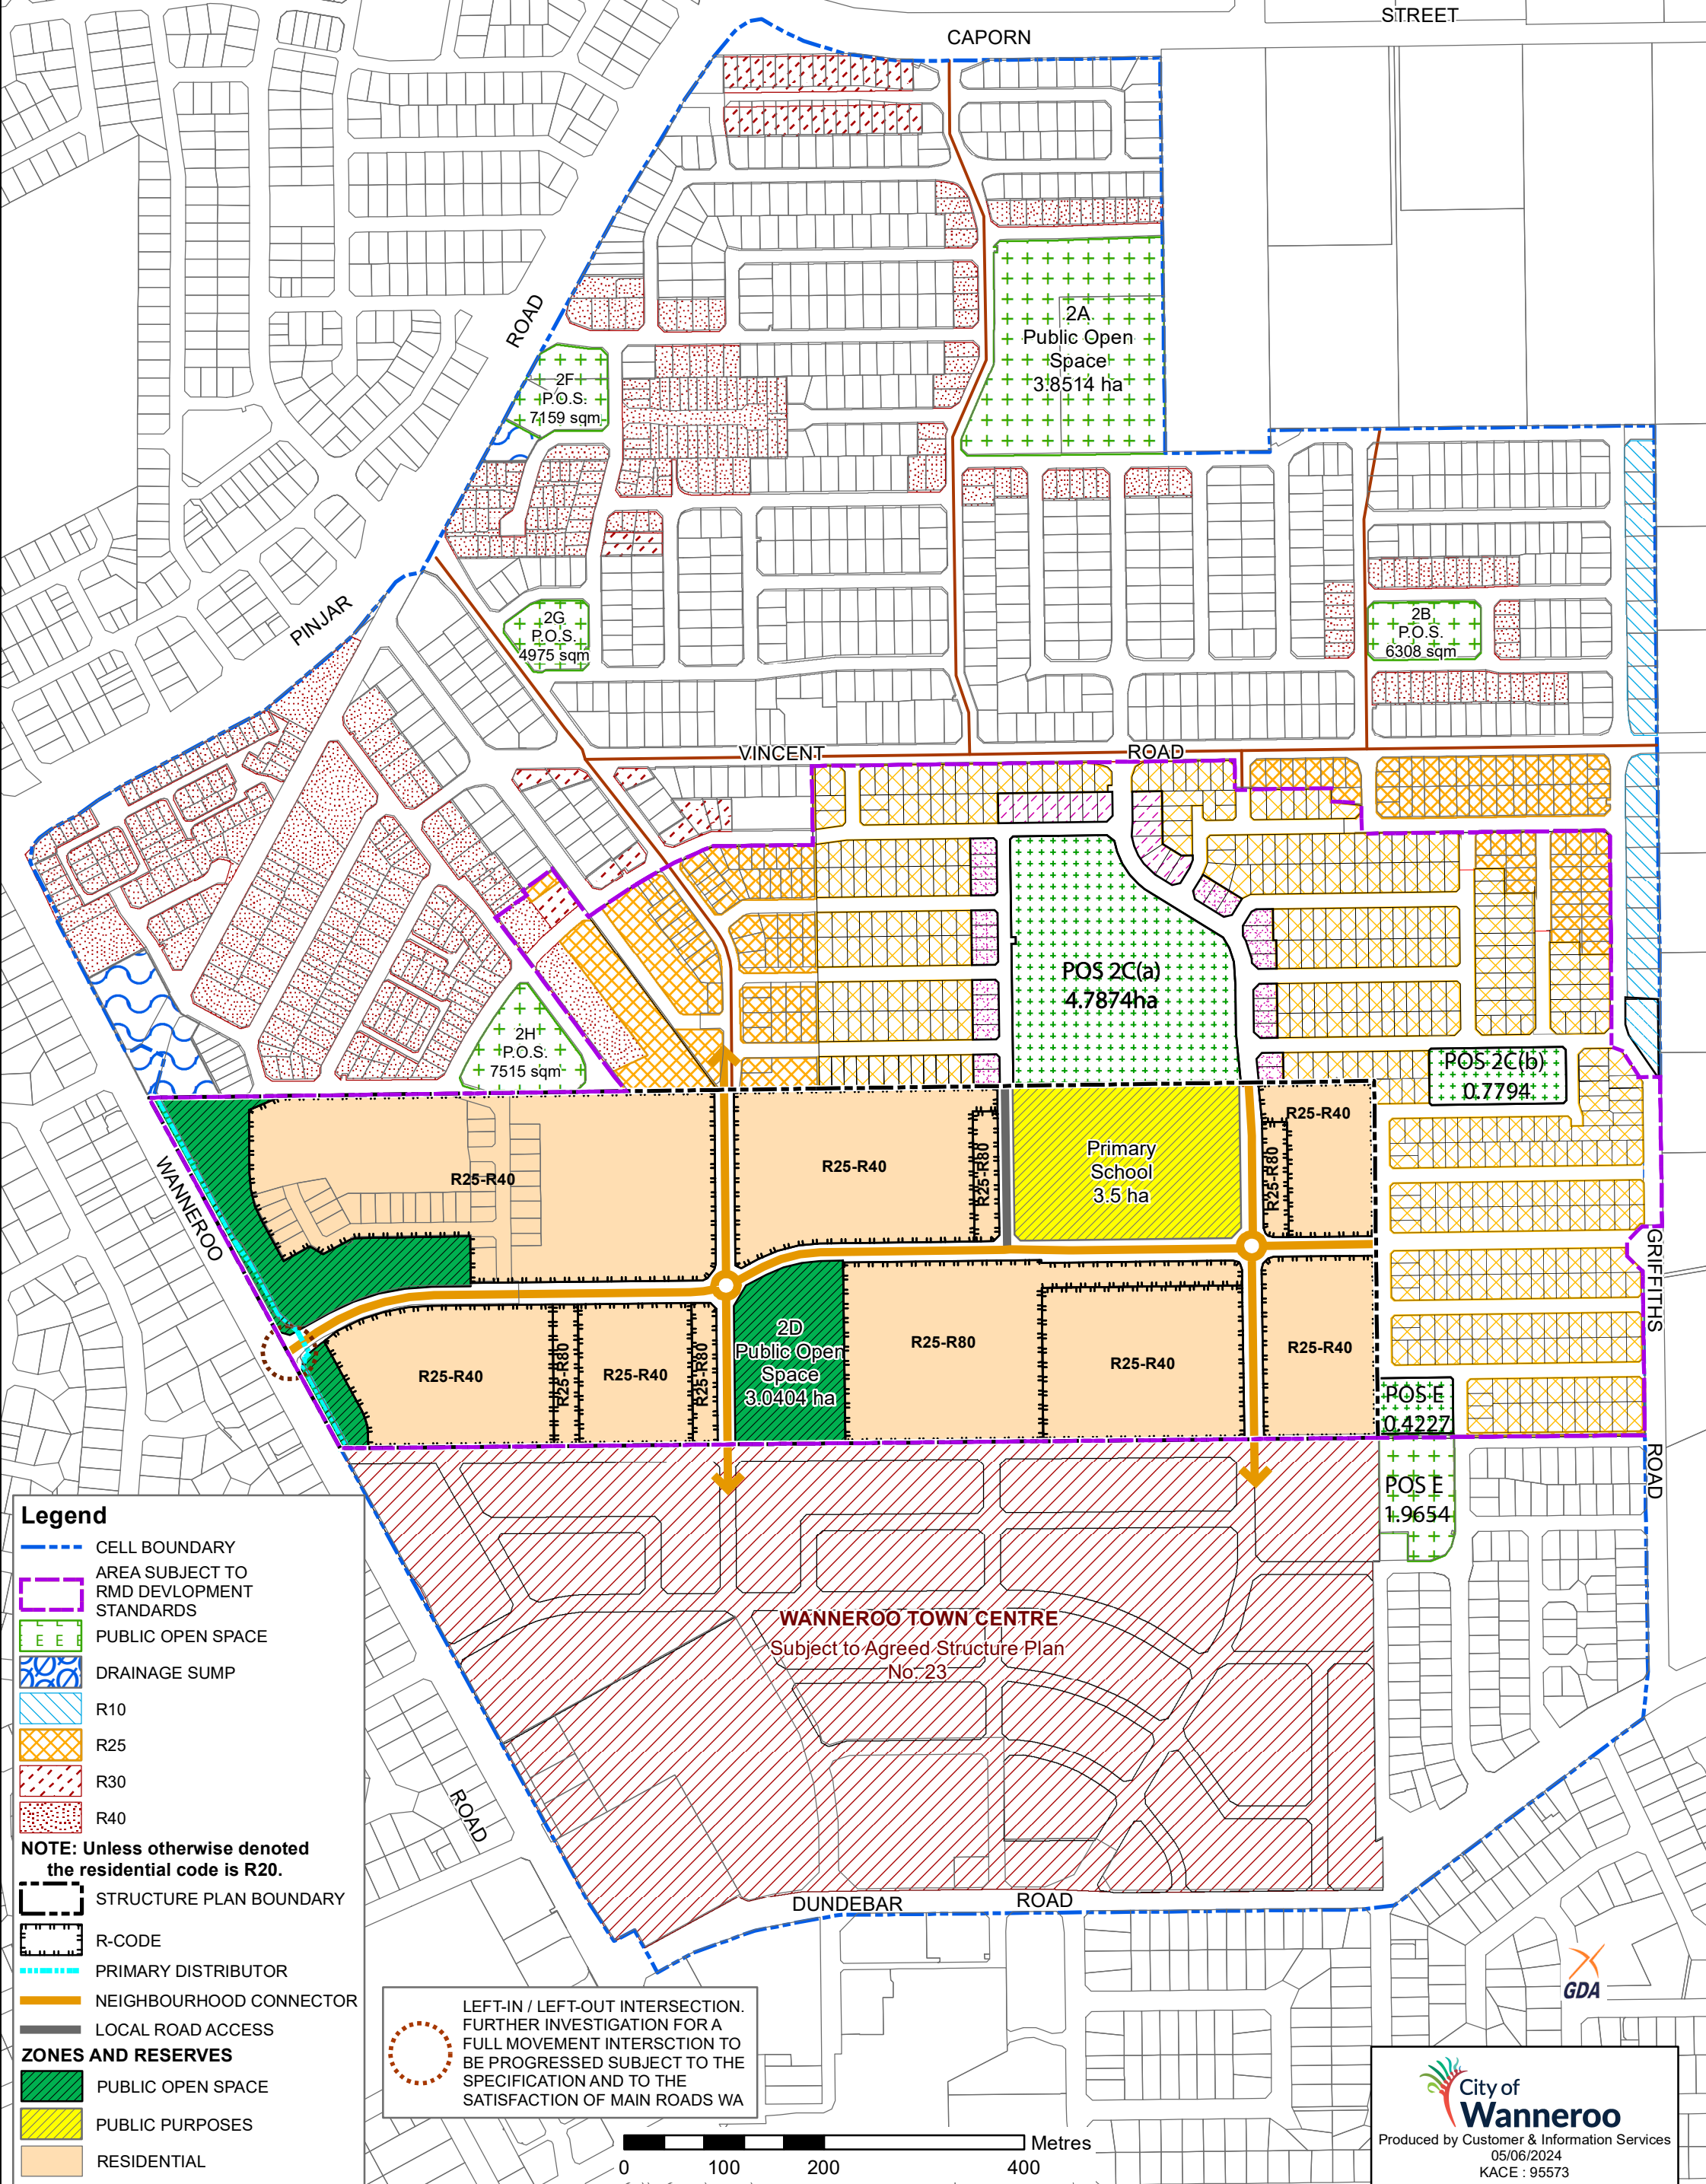 STREET
CAPORN
ROAD
2A
Public Open
Space
3.8514 ha
2F
P.O.S.
7159 sqm
2G
P.O.S.
4975 sqm
2B
P.O.S.
6308 sqm
PINJAR
VINCENT
ROAD
POS 2C(a)
4.7874ha
2H
P.O.S.
7515 sqm
POS 2C(b)
0.7794
R25-R40
Primary
School
3.5 ha
R25-R40
R25-R40
R25-R80
R25-R80
WANNEROO
GRIFFITHS
2D
Public Open
Space
3.0404 ha
R25-R80
R25-R40
R25-R40
R25-R40
R25-R80
R25-R40
R25-R80
POS E
0.4227
ROAD
POS E
1.9654
WANNEROO TOWN CENTRE
Subject to Agreed Structure Plan
No. 23
ROAD
DUNDEBAR
ROAD
Legend
CELL BOUNDARY
AREA SUBJECT TO
RMD DEVLOPMENT
STANDARDS
E E E
PUBLIC OPEN SPACE
DRAINAGE SUMP
R10
R25
R30
R40
NOTE: Unless otherwise denoted
the residential code is R20.
STRUCTURE PLAN BOUNDARY
R-CODE
PRIMARY DISTRIBUTOR
NEIGHBOURHOOD CONNECTOR
LOCAL ROAD ACCESS
ZONES AND RESERVES
PUBLIC OPEN SPACE
PUBLIC PURPOSES
RESIDENTIAL
LEFT-IN / LEFT-OUT INTERSECTION.
FURTHER INVESTIGATION FOR A
FULL MOVEMENT INTERSCTION TO
BE PROGRESSED SUBJECT TO THE
SPECIFICATION AND TO THE
SATISFACTION OF MAIN ROADS WA
Metres
0 100 200 400
GDA
City of
Wanneroo
Produced by Customer & Information Services
05/06/2024
KACE : 95573